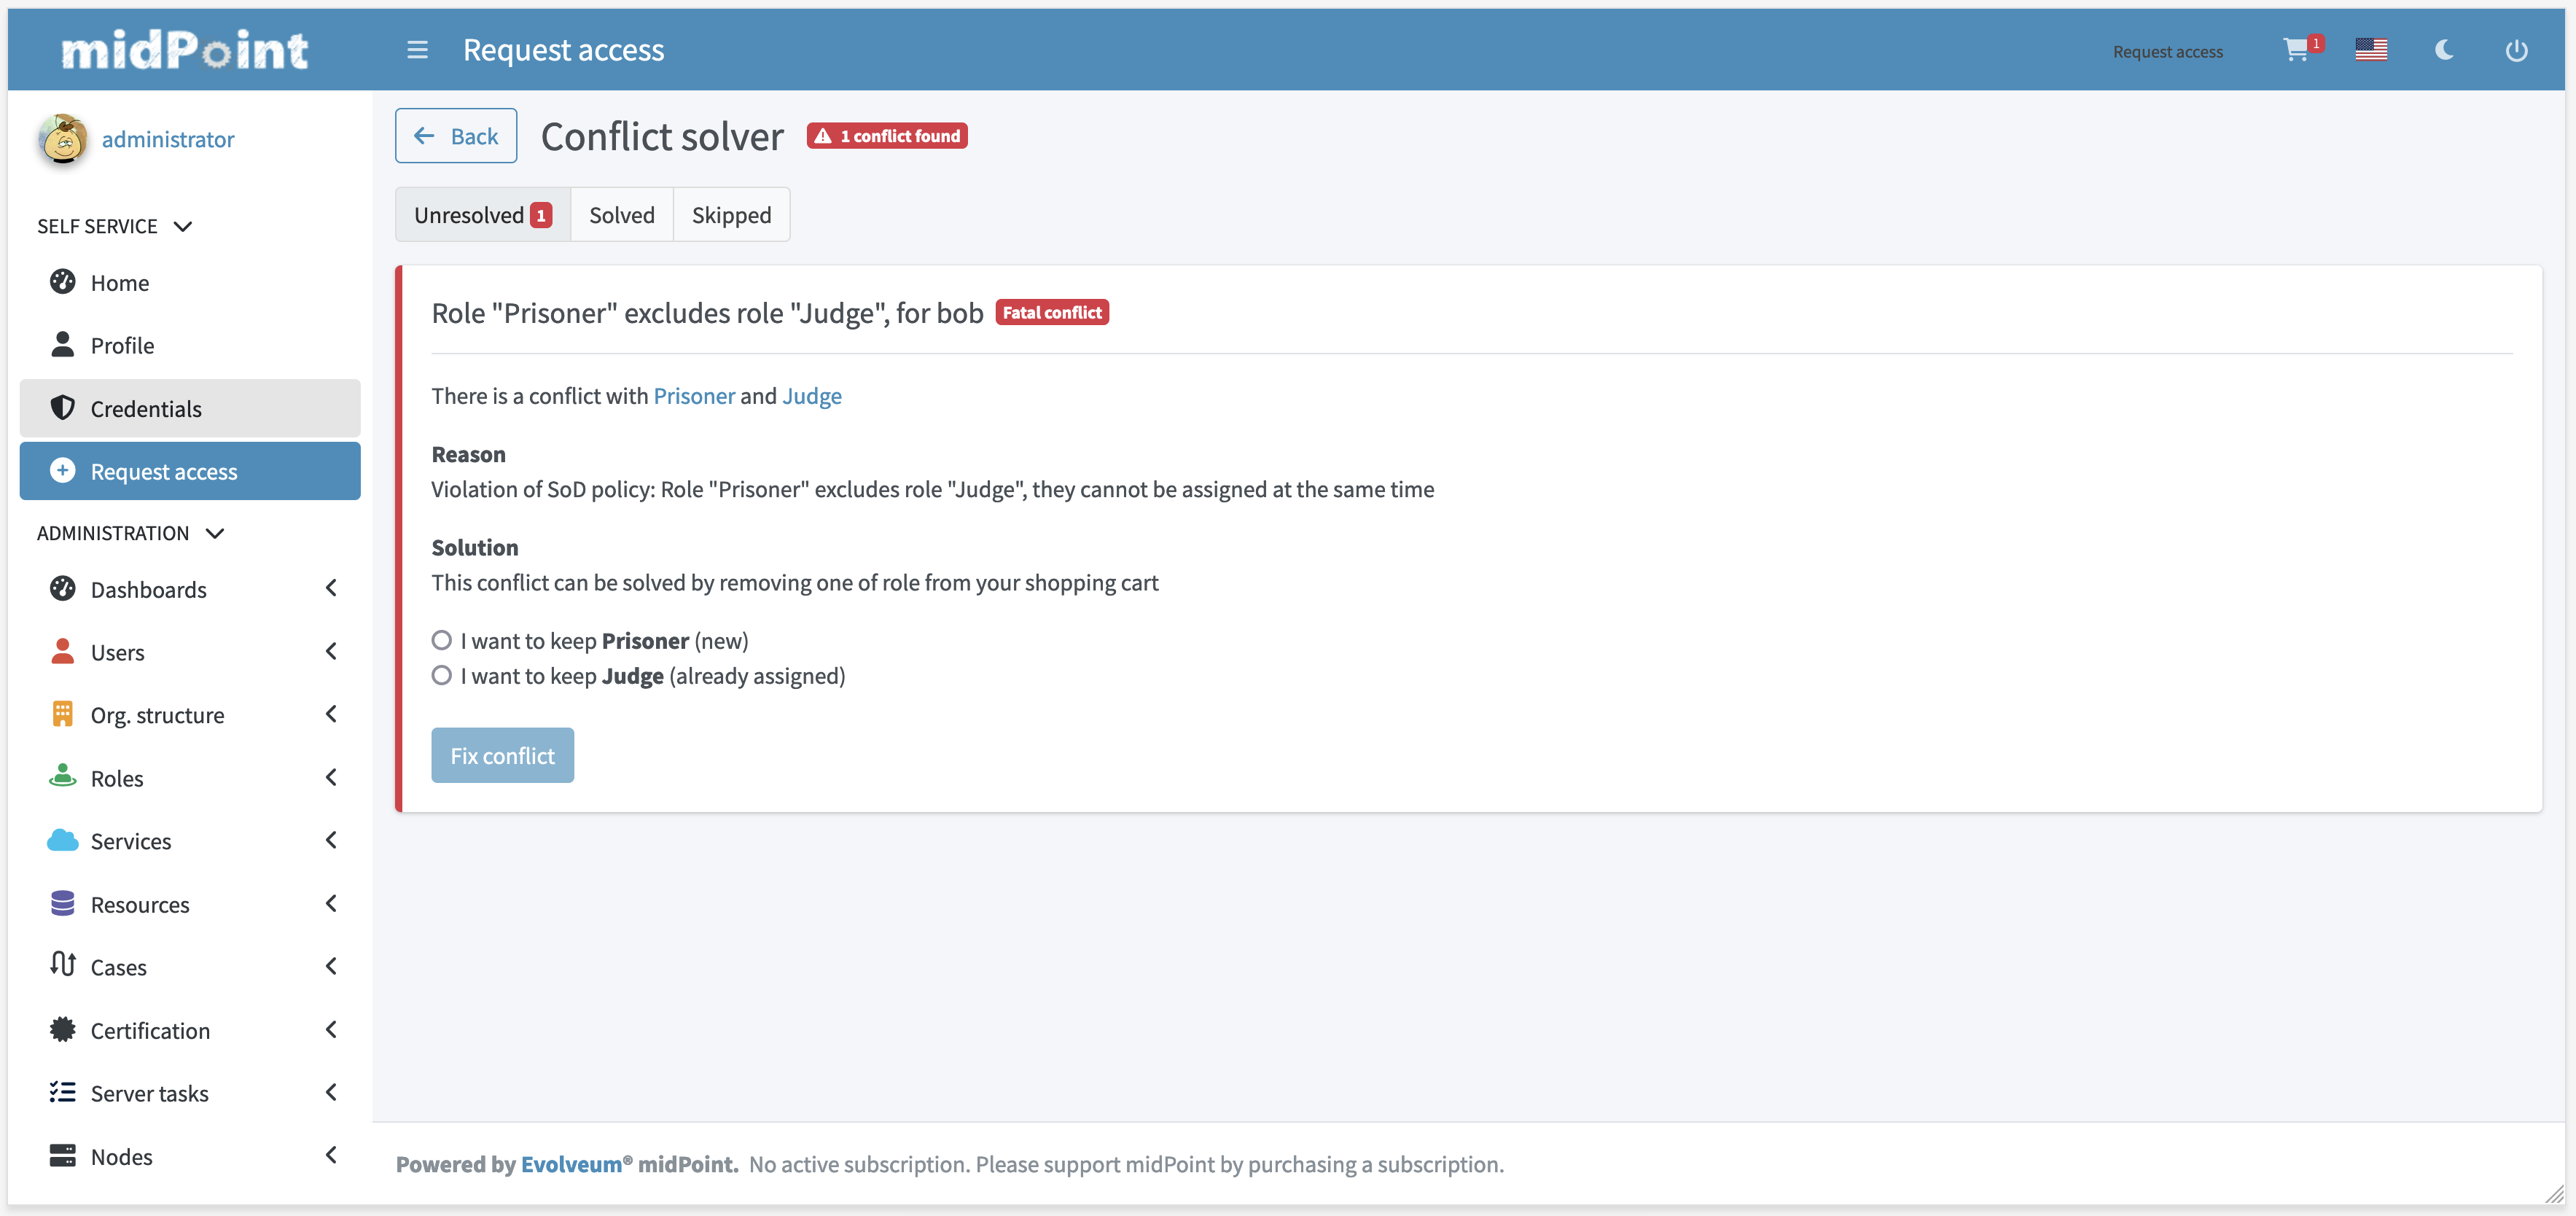 midPoint
Request access
Request access
1
administrator
Back
Conflict solver
1 conflict found
Unresolved 1
Solved
Skipped
SELF SERVICE
Home
Profile
Credentials
Request access
ADMINISTRATION
Dashboards
Users
Org. structure
Roles
Services
Resources
Cases
Certification
Server tasks
Nodes
Role "Prisoner" excludes role "Judge", for bob Fatal conflict
There is a conflict with Prisoner and Judge
Reason
Violation of SoD policy: Role "Prisoner" excludes role "Judge", they cannot be assigned at the same time
Solution
This conflict can be solved by removing one of role from your shopping cart
I want to keep Prisoner (new)
I want to keep Judge (already assigned)
Fix conflict
Powered by Evolveum® midPoint. No active subscription. Please support midPoint by purchasing a subscription.